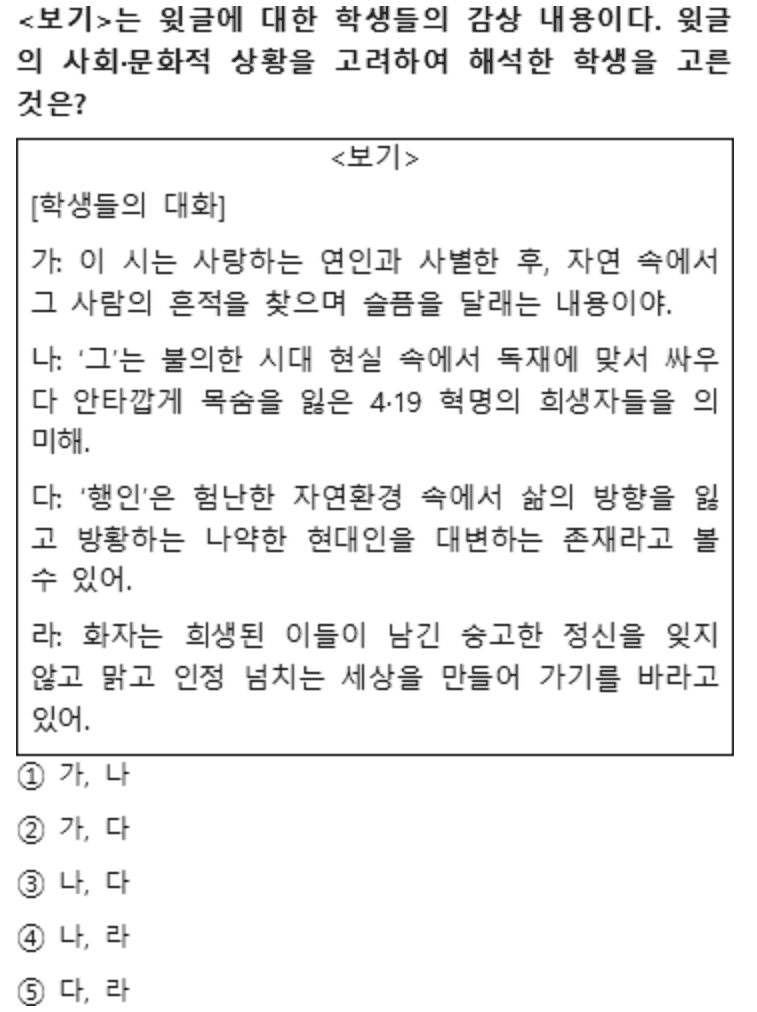 <보기>는 윗글에 대한 학생들의 감상 내용이다. 윗글
의 사회·문화적 상황을 고려하여 해석한 학생을 고른
것은?
<보기>
[학생들의 대화]
가: 이 시는 사랑하는 연인과 사별한 후, 자연 속에서
그 사람의 흔적을 찾으며 슬픔을 달래는 내용이야.
나: '그'는 불의한 시대 현실 속에서 독재에 맞서 싸우
다 안타깝게 목숨을 잃은 4·19 혁명의 희생자들을 의
미해.
다: '행인'은 험난한 자연환경 속에서 삶의 방향을 잃
고 방황하는 나약한 현대인을 대변하는 존재라고 볼
수 있어.
라: 화자는 희생된 이들이 남긴 숭고한 정신을 잊지
않고 맑고 인정 넘치는 세상을 만들어 가기를 바라고
있어.
① 가, 나
② 가, 다
③ 나, 다
④ 나, 라
⑤ 다, 라